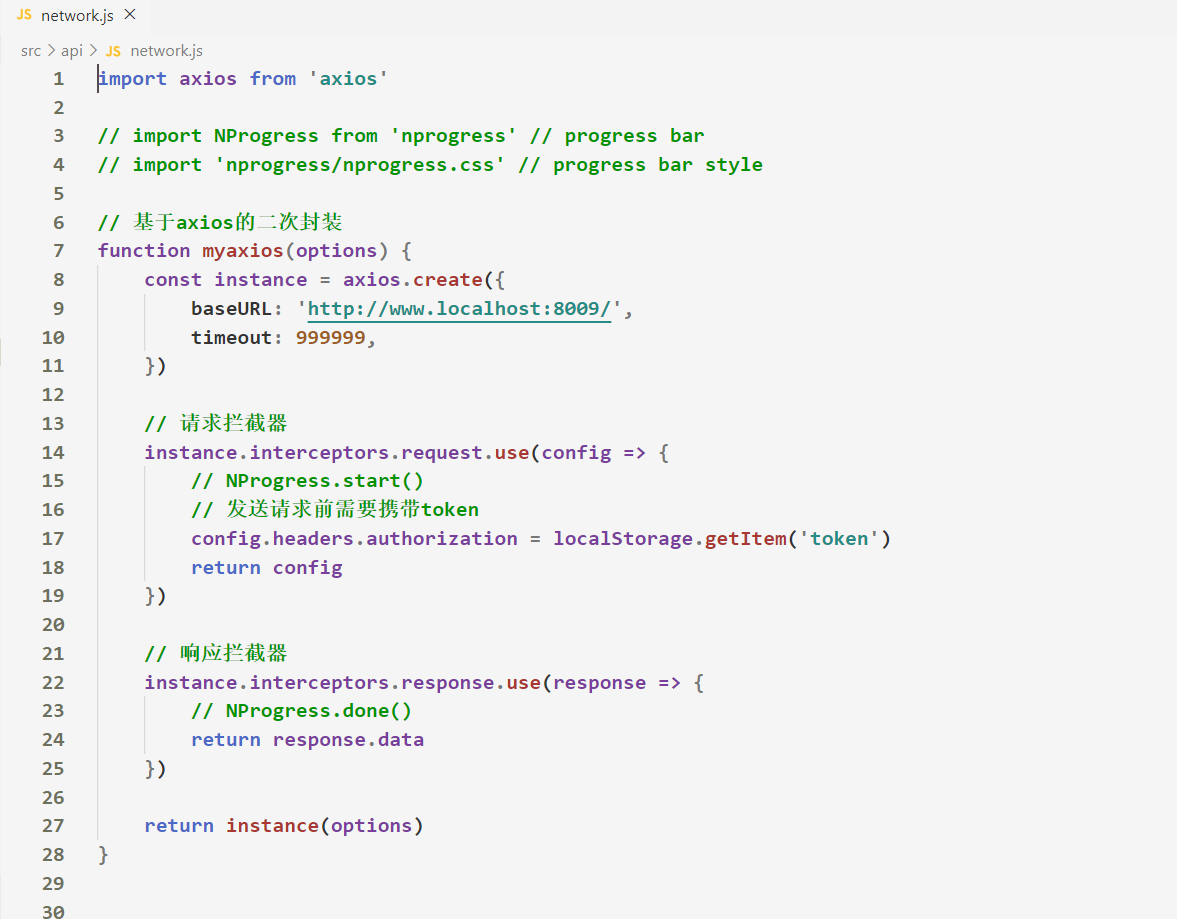 JS network.js ×
src > api > JS network.js
1 import axios from 'axios'
2
3 // import NProgress from 'nprogress' // progress bar
4 // import 'nprogress/nprogress.css' // progress bar style
5
6 // 基于axios的二次封装
7 function myaxios(options) {
8     const instance = axios.create({
9         baseURL: 'http://www.localhost:8009/',
10         timeout: 999999,
11     })
12
13     // 请求拦截器
14     instance.interceptors.request.use(config => {
15         // NProgress.start()
16         // 发送请求前需要携带token
17         config.headers.authorization = localStorage.getItem('token')
18         return config
19     })
20
21     // 响应拦截器
22     instance.interceptors.response.use(response => {
23         // NProgress.done()
24         return response.data
25     })
26
27     return instance(options)
28 }
29
30